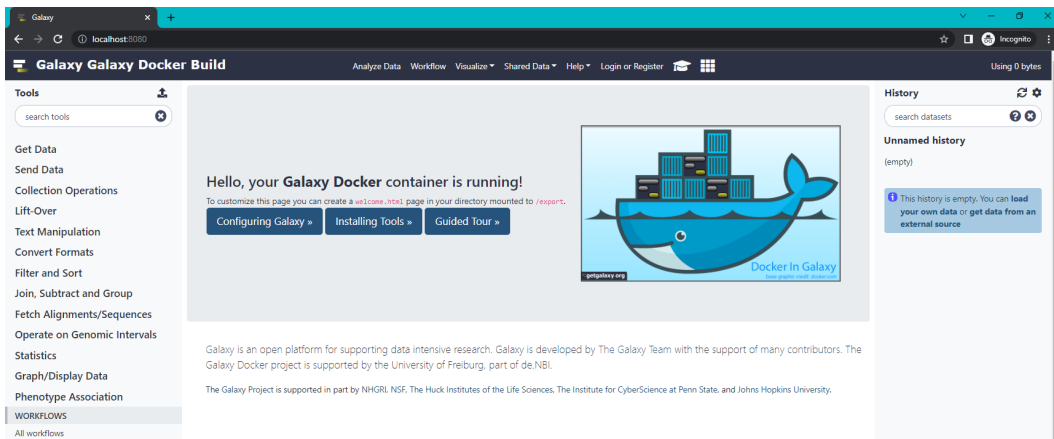 Galaxy
localhost:8080
Incognito
Galaxy Galaxy Docker Build
Analyze Data Workflow Visualize Shared Data Help Login or Register
Using 0 bytes
Tools
search tools
Get Data
Send Data
Collection Operations
Lift-Over
Text Manipulation
Convert Formats
Filter and Sort
Join, Subtract and Group
Fetch Alignments/Sequences
Operate on Genomic Intervals
Statistics
Graph/Display Data
Phenotype Association
WORKFLOWS
All workflows
Hello, your Galaxy Docker container is running!
To customize this page you can create a welcome.html page in your directory mounted to /export.
Configuring Galaxy »
Installing Tools »
Guided Tour »
Docker In Galaxy
base graphic credit: docker.com
getgalaxy.org
Galaxy is an open platform for supporting data intensive research. Galaxy is developed by The Galaxy Team with the support of many contributors. The
Galaxy Docker project is supported by the University of Freiburg, part of de.NBI.
The Galaxy Project is supported in part by NHGRI, NSF, The Huck Institutes of the Life Sciences, The Institute for CyberScience at Penn State, and Johns Hopkins University.
History
search datasets
Unnamed history
(empty)
This history is empty. You can load
your own data or get data from an
external source